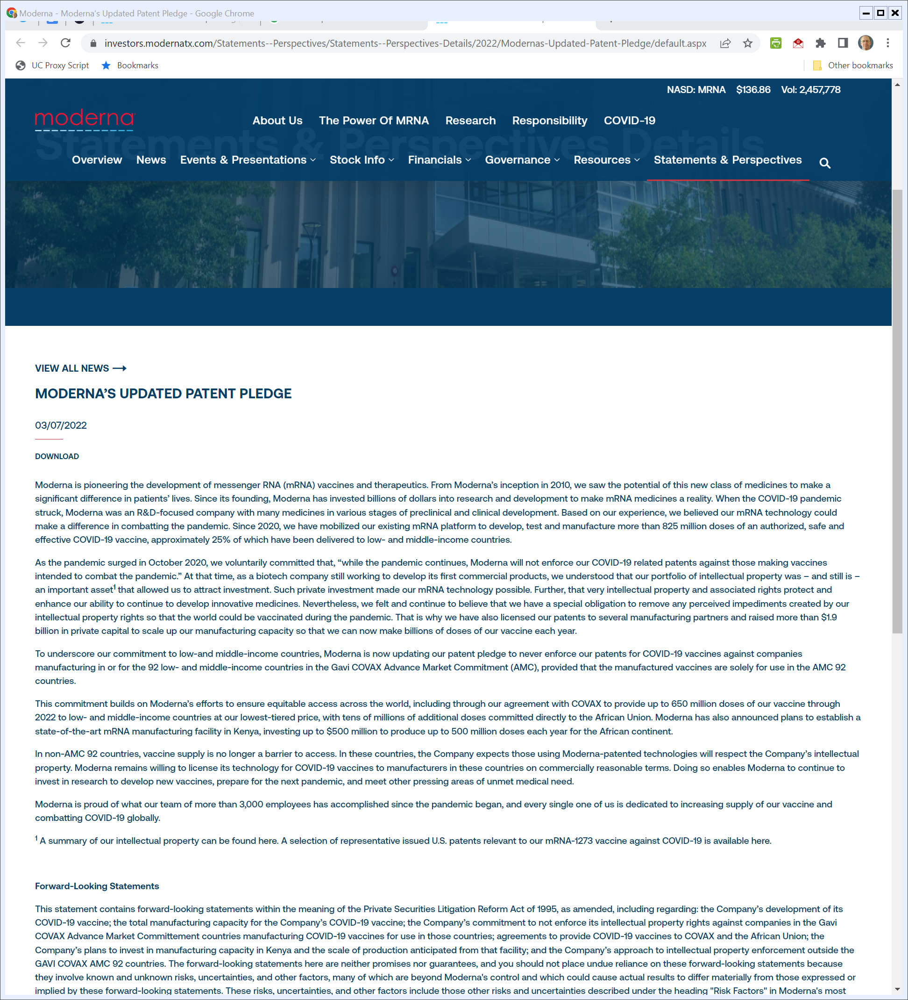 Moderna - Moderna’s Updated Patent Pledge - Google Chrome
investors.modernatx.com/Statements--Perspectives/Statements--Perspectives-Details/2022/Modernas-Updated-Patent-Pledge/default.aspx
UC Proxy Script Bookmarks Other bookmarks
NASD: MRNA $136.86 Vol: 2,457,778
moderna
About Us The Power Of MRNA Research Responsibility COVID-19
Statements & Perspectives Details
Overview News Events & Presentations Stock Info Financials Governance Resources Statements & Perspectives
VIEW ALL NEWS
MODERNA’S UPDATED PATENT PLEDGE
03/07/2022
DOWNLOAD
Moderna is pioneering the development of messenger RNA (mRNA) vaccines and therapeutics. From Moderna’s inception in 2010, we saw the potential of this new class of medicines to make a
significant difference in patients’ lives. Since its founding, Moderna has invested billions of dollars into research and development to make mRNA medicines a reality. When the COVID-19 pandemic
struck, Moderna was an R&D-focused company with many medicines in various stages of preclinical and clinical development. Based on our experience, we believed our mRNA technology could
make a difference in combatting the pandemic. Since 2020, we have mobilized our existing mRNA platform to develop, test and manufacture more than 825 million doses of an authorized, safe and
effective COVID-19 vaccine, approximately 25% of which have been delivered to low- and middle-income countries.
As the pandemic surged in October 2020, we voluntarily committed that, “while the pandemic continues, Moderna will not enforce our COVID-19 related patents against those making vaccines
intended to combat the pandemic.” At that time, as a biotech company still working to develop its first commercial products, we understood that our portfolio of intellectual property was – and still is –
an important asset¹ that allowed us to attract investment. Such private investment made our mRNA technology possible. Further, that very intellectual property and associated rights protect and
enhance our ability to continue to develop innovative medicines. Nevertheless, we felt and continue to believe that we have a special obligation to remove any perceived impediments created by our
intellectual property rights so that the world could be vaccinated during the pandemic. That is why we have also licensed our patents to several manufacturing partners and raised more than $1.9
billion in private capital to scale up our manufacturing capacity so that we can now make billions of doses of our vaccine each year.
To underscore our commitment to low-and middle-income countries, Moderna is now updating our patent pledge to never enforce our patents for COVID-19 vaccines against companies
manufacturing in or for the 92 low- and middle-income countries in the Gavi COVAX Advance Market Commitment (AMC), provided that the manufactured vaccines are solely for use in the AMC 92
countries.
This commitment builds on Moderna’s efforts to ensure equitable access across the world, including through our agreement with COVAX to provide up to 650 million doses of our vaccine through
2022 to low- and middle-income countries at our lowest-tiered price, with tens of millions of additional doses committed directly to the African Union. Moderna has also announced plans to establish a
state-of-the-art mRNA manufacturing facility in Kenya, investing up to $500 million to produce up to 500 million doses each year for the African continent.
In non-AMC 92 countries, vaccine supply is no longer a barrier to access. In these countries, the Company expects those using Moderna-patented technologies will respect the Company’s intellectual
property. Moderna remains willing to license its technology for COVID-19 vaccines to manufacturers in these countries on commercially reasonable terms. Doing so enables Moderna to continue to
invest in research to develop new vaccines, prepare for the next pandemic, and meet other pressing areas of unmet medical need.
Moderna is proud of what our team of more than 3,000 employees has accomplished since the pandemic began, and every single one of us is dedicated to increasing supply of our vaccine and
combatting COVID-19 globally.
¹ A summary of our intellectual property can be found here. A selection of representative issued U.S. patents relevant to our mRNA-1273 vaccine against COVID-19 is available here.
Forward-Looking Statements
This statement contains forward-looking statements within the meaning of the Private Securities Litigation Reform Act of 1995, as amended, including regarding: the Company’s development of its
COVID-19 vaccine; the total manufacturing capacity for the Company’s COVID-19 vaccine; the Company’s commitment to not enforce its intellectual property rights against companies in the Gavi
COVAX Advance Market Committement countries manufacturing COVID-19 vaccines for use in those countries; agreements to provide COVID-19 vaccines to COVAX and the African Union; the
Company’s plans to invest in manufacturing capacity in Kenya and the scale of production anticipated from that facility; and the Company’s approach to intellectual property enforcement outside the
GAVI COVAX AMC 92 countries. The forward-looking statements here are neither promises nor guarantees, and you should not place undue reliance on these forward-looking statements because
they involve known and unknown risks, uncertainties, and other factors, many of which are beyond Moderna's control and which could cause actual results to differ materially from those expressed or
implied by these forward-looking statements. These risks, uncertainties, and other factors include those other risks and uncertainties described under the heading "Risk Factors" in Moderna's most